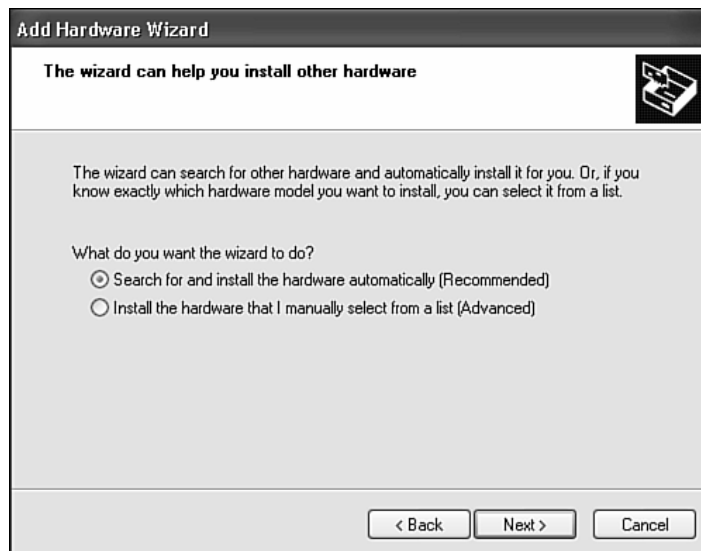 Add Hardware Wizard
The wizard can help you install other hardware
The wizard can search for other hardware and automatically install it for you. Or, if you
know exactly which hardware model you want to install, you can select it from a list.
What do you want the wizard to do?
Search for and install the hardware automatically (Recommended)
Install the hardware that I manually select from a list (Advanced)
< Back
Next >
Cancel